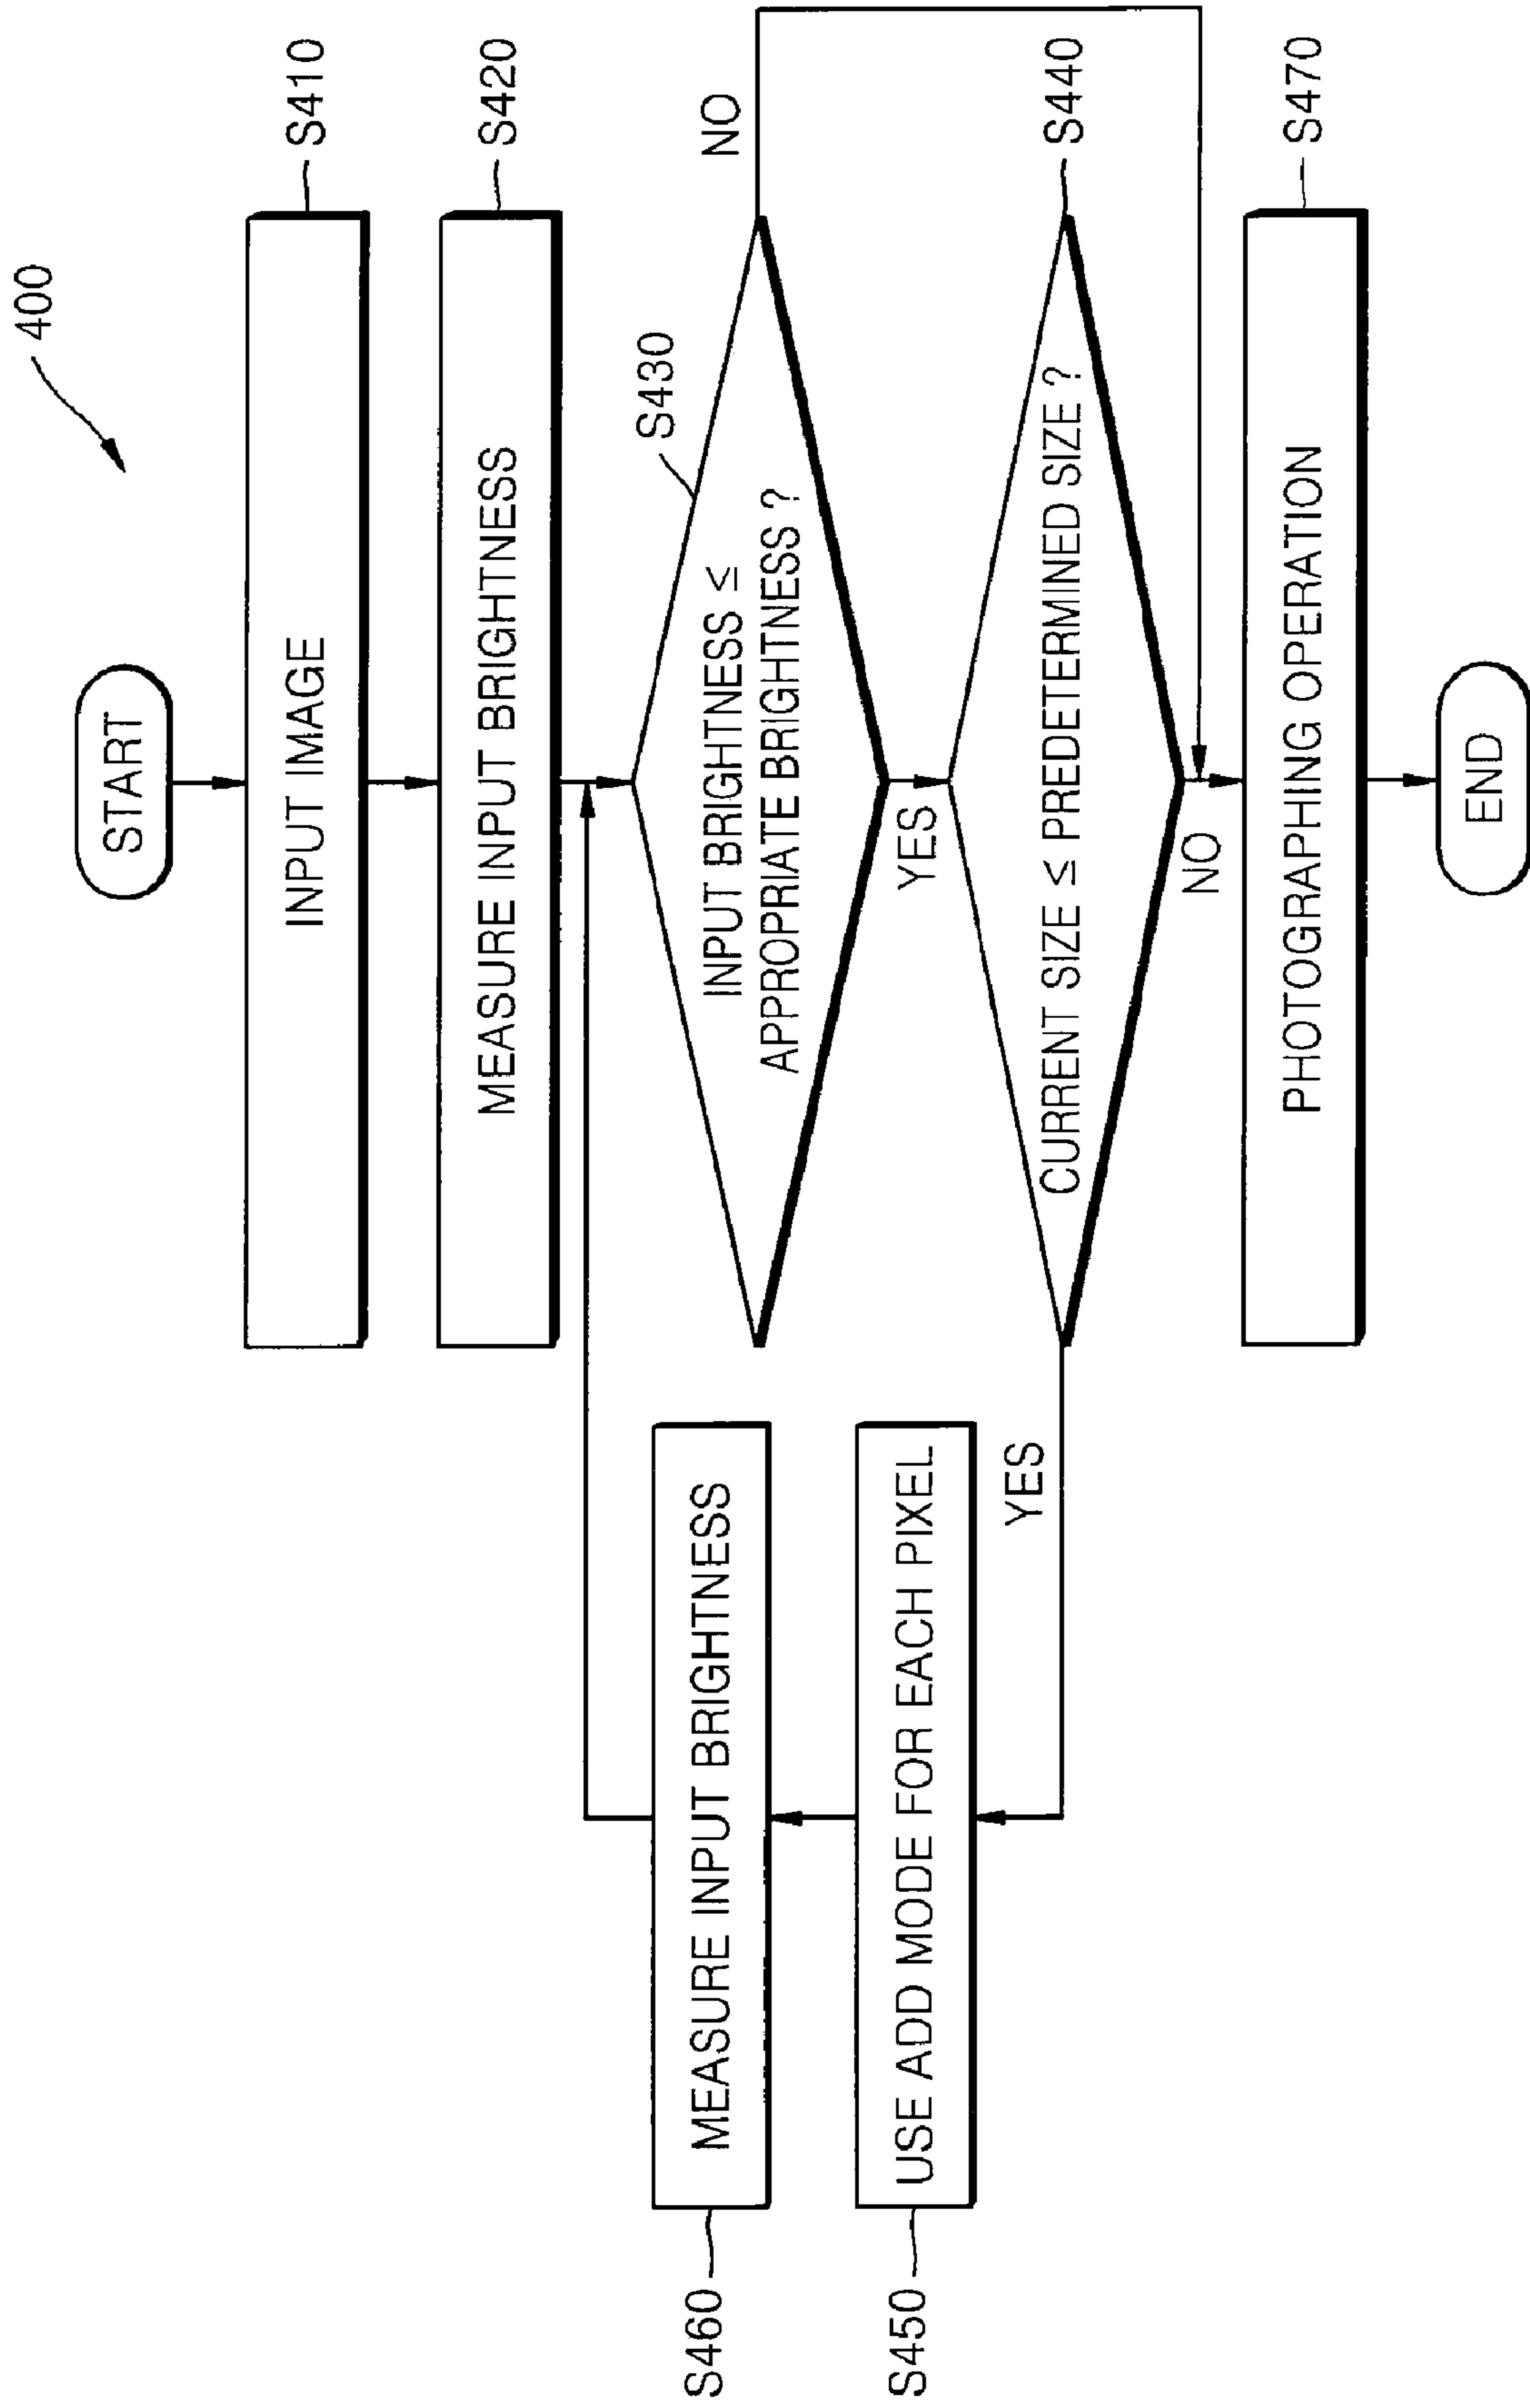 400
START
INPUT IMAGE
S410
MEASURE INPUT BRIGHTNESS
S420
S430
INPUT BRIGHTNESS ≤
APPROPRIATE BRIGHTNESS ?
NO
YES
CURRENT SIZE ≤ PREDETERMINED SIZE ?
S440
YES
NO
S460
MEASURE INPUT BRIGHTNESS
S450
USE ADD MODE FOR EACH PIXEL
PHOTOGRAPHING OPERATION
S470
END